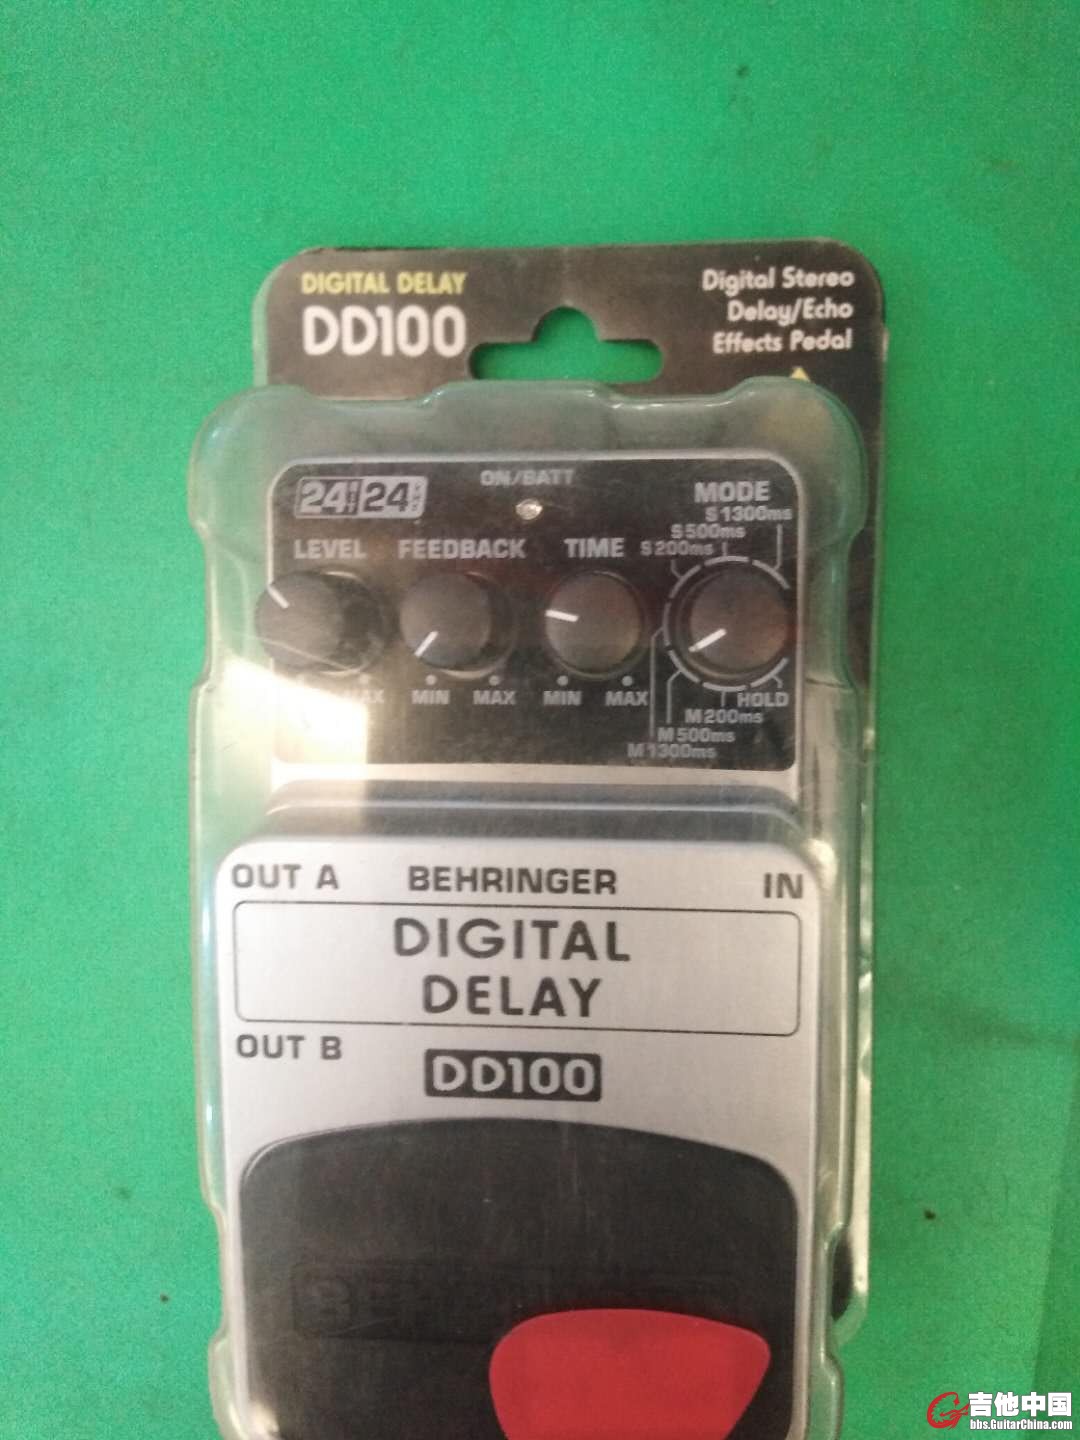 DIGITAL DELAY
DD100
Digital Stereo
Delay/Echo
Effects Pedal
24 BIT 24
ON/BATT
MODE
S 1300ms
S 500ms
S 200ms
LEVEL FEEDBACK TIME
MAX MIN MAX MIN MAX
HOLD
M 200ms
M 500ms
M 1300ms
OUT A BEHRINGER IN
DIGITAL
DELAY
OUT B
DD100
吉他中国
bbs.GuitarChina.com